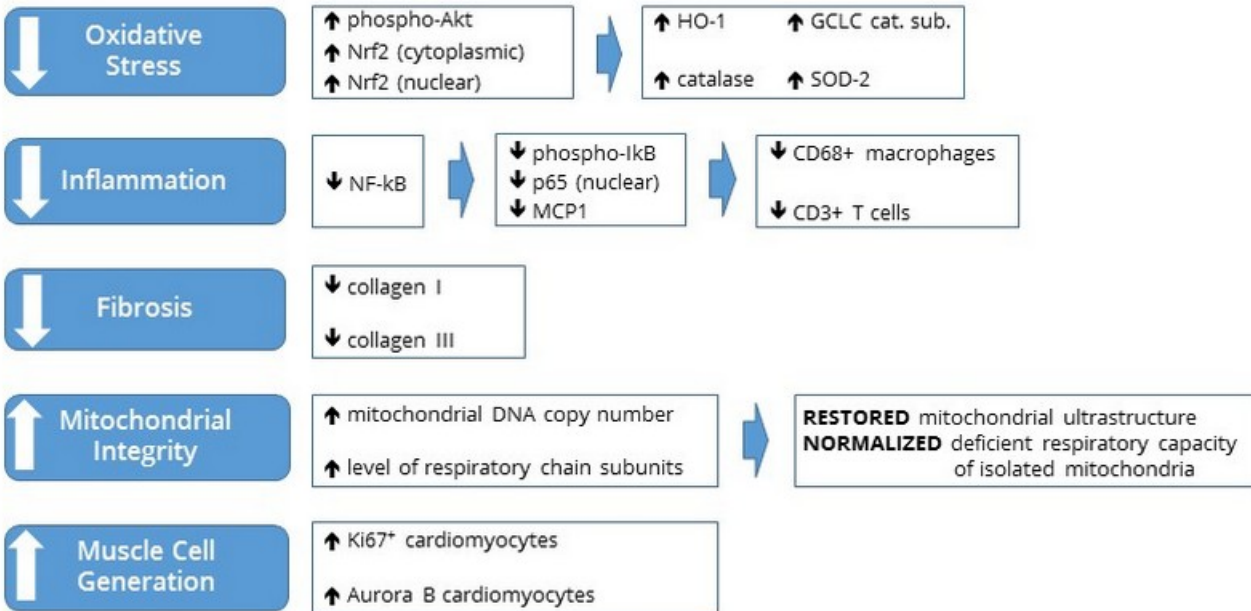 Oxidative
Stress
↑ phospho-Akt
↑ Nrf2 (cytoplasmic)
↑ Nrf2 (nuclear)
↑ HO-1 ↑ GCLC cat. sub.
↑ catalase ↑ SOD-2
Inflammation
↓ NF-kB
↓ phospho-IkB
↓ p65 (nuclear)
↓ MCP1
↓ CD68+ macrophages
↓ CD3+ T cells
Fibrosis
↓ collagen I
↓ collagen III
Mitochondrial
Integrity
↑ mitochondrial DNA copy number
↑ level of respiratory chain subunits
RESTORED mitochondrial ultrastructure
NORMALIZED deficient respiratory capacity
of isolated mitochondria
Muscle Cell
Generation
↑ Ki67⁺ cardiomyocytes
↑ Aurora B cardiomyocytes